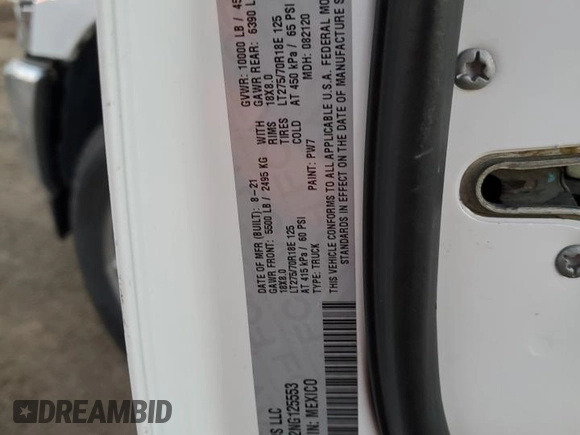 DATE OF MFR (BUILT): 8-21 GVWR: 10000 LB /
GAWR FRONT: 5500 LB / 2495 KG WITH GAWR REAR: 6390
18X8.0 RIMS 18X8.0
LT275/70R18E 125 TIRES LT275/70R18E 125
AT 415 kPa / 60 PSI COLD AT 450 kPa / 65 PSI
TYPE: TRUCK PAINT: PW7 MDH: 082120
THIS VEHICLE CONFORMS TO ALL APPLICABLE U.S.A. FEDERAL
STANDARDS IN EFFECT ON THE DATE OF MANUFACTURE
LLC
2NG125553
IN: MEXICO
DREAMBID